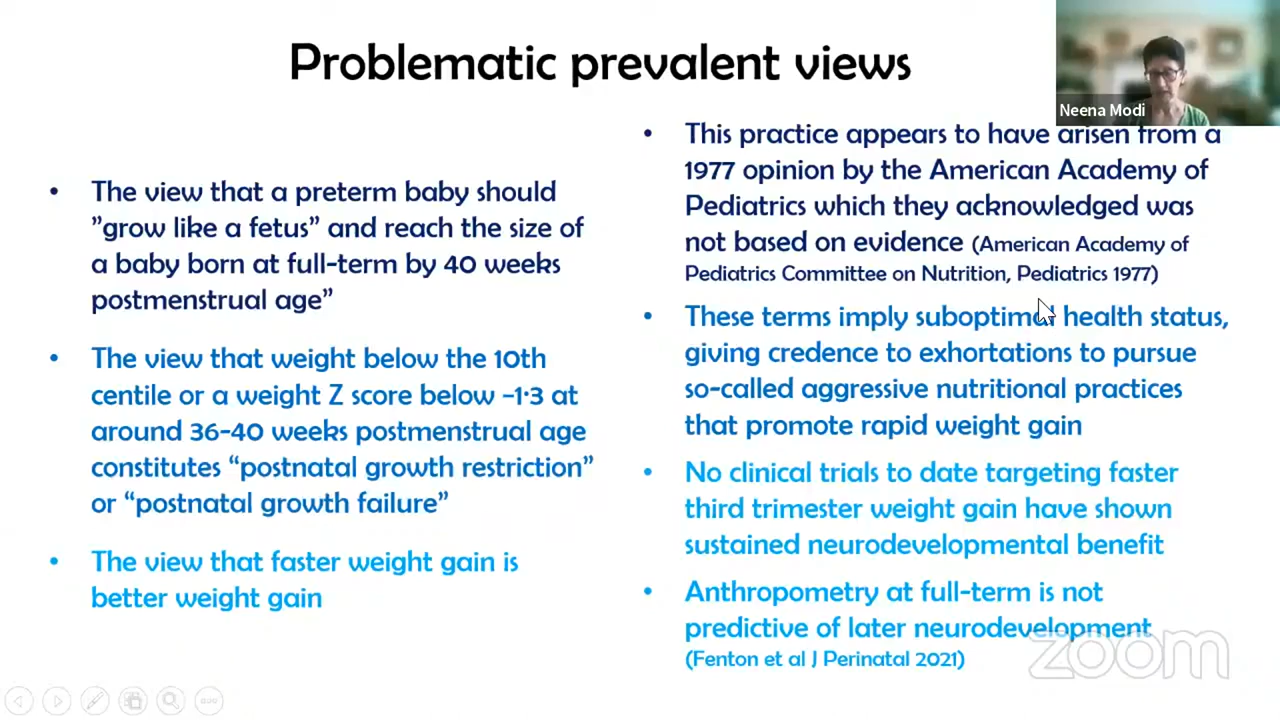 Problematic prevalent views
Neena Modi
• The view that a preterm baby should
”grow like a fetus” and reach the size of
a baby born at full-term by 40 weeks
postmenstrual age”
• The view that weight below the 10th
centile or a weight Z score below –1·3 at
around 36-40 weeks postmenstrual age
constitutes “postnatal growth restriction”
or “postnatal growth failure”
• The view that faster weight gain is
better weight gain
• This practice appears to have arisen from a
1977 opinion by the American Academy of
Pediatrics which they acknowledged was
not based on evidence (American Academy of
Pediatrics Committee on Nutrition, Pediatrics 1977)
• These terms imply suboptimal health status,
giving credence to exhortations to pursue
so-called aggressive nutritional practices
that promote rapid weight gain
• No clinical trials to date targeting faster
third trimester weight gain have shown
sustained neurodevelopmental benefit
• Anthropometry at full-term is not
predictive of later neurodevelopment
(Fenton et al J Perinatal 2021)
zoom